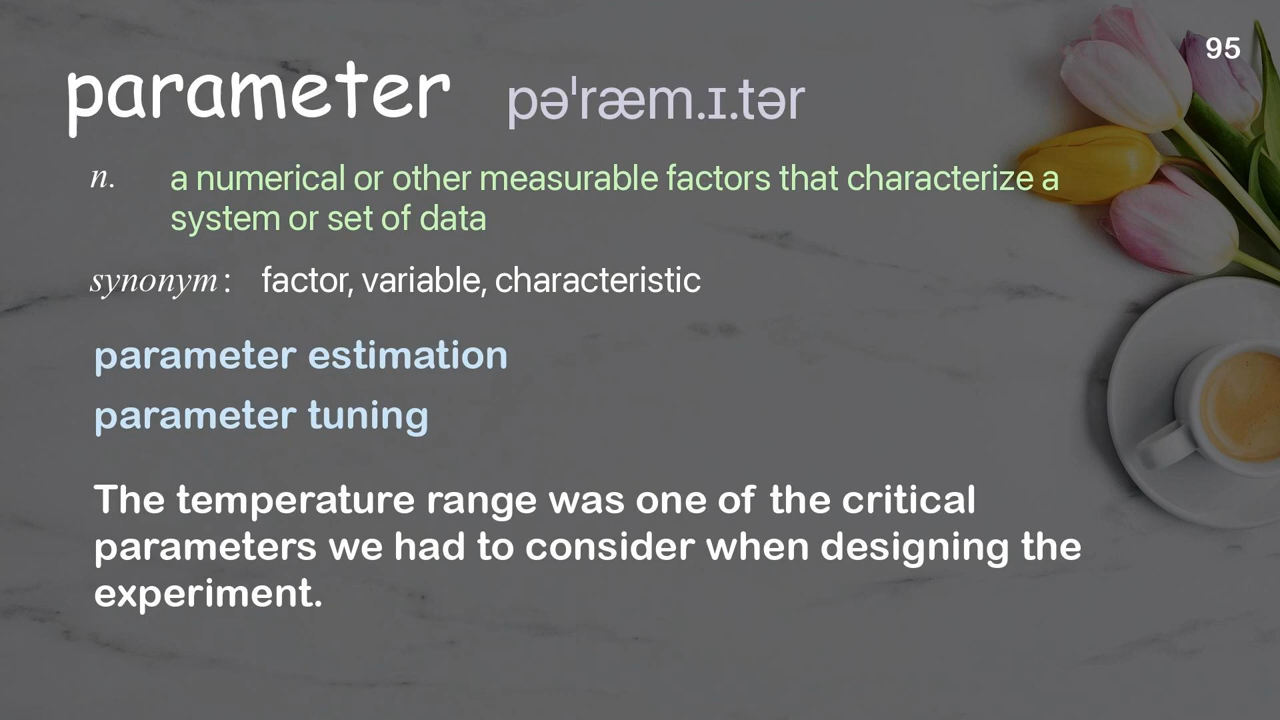 95
parameter pəˈræm.ɪ.tər
n. a numerical or other measurable factors that characterize a
system or set of data
synonym: factor, variable, characteristic
parameter estimation
parameter tuning
The temperature range was one of the critical
parameters we had to consider when designing the
experiment.